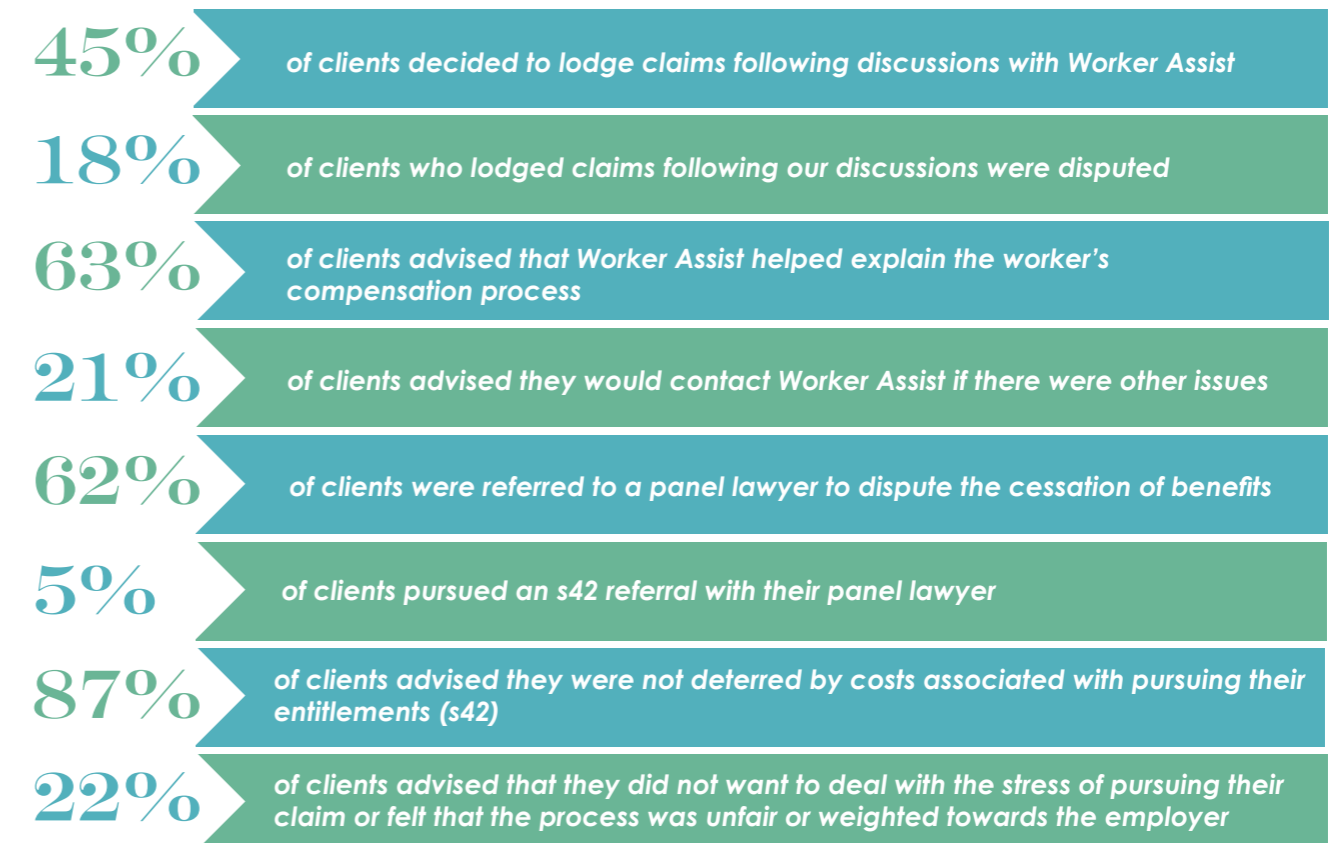 45%
of clients decided to lodge claims following discussions with Worker Assist
18%
of clients who lodged claims following our discussions were disputed
63%
of clients advised that Worker Assist helped explain the worker's
compensation process
21%
of clients advised they would contact Worker Assist if there were other issues
62%
of clients were referred to a panel lawyer to dispute the cessation of benefits
5%
of clients pursued an s42 referral with their panel lawyer
87%
of clients advised they were not deterred by costs associated with pursuing their
entitlements (s42)
22%
of clients advised that they did not want to deal with the stress of pursuing their
claim or felt that the process was unfair or weighted towards the employer